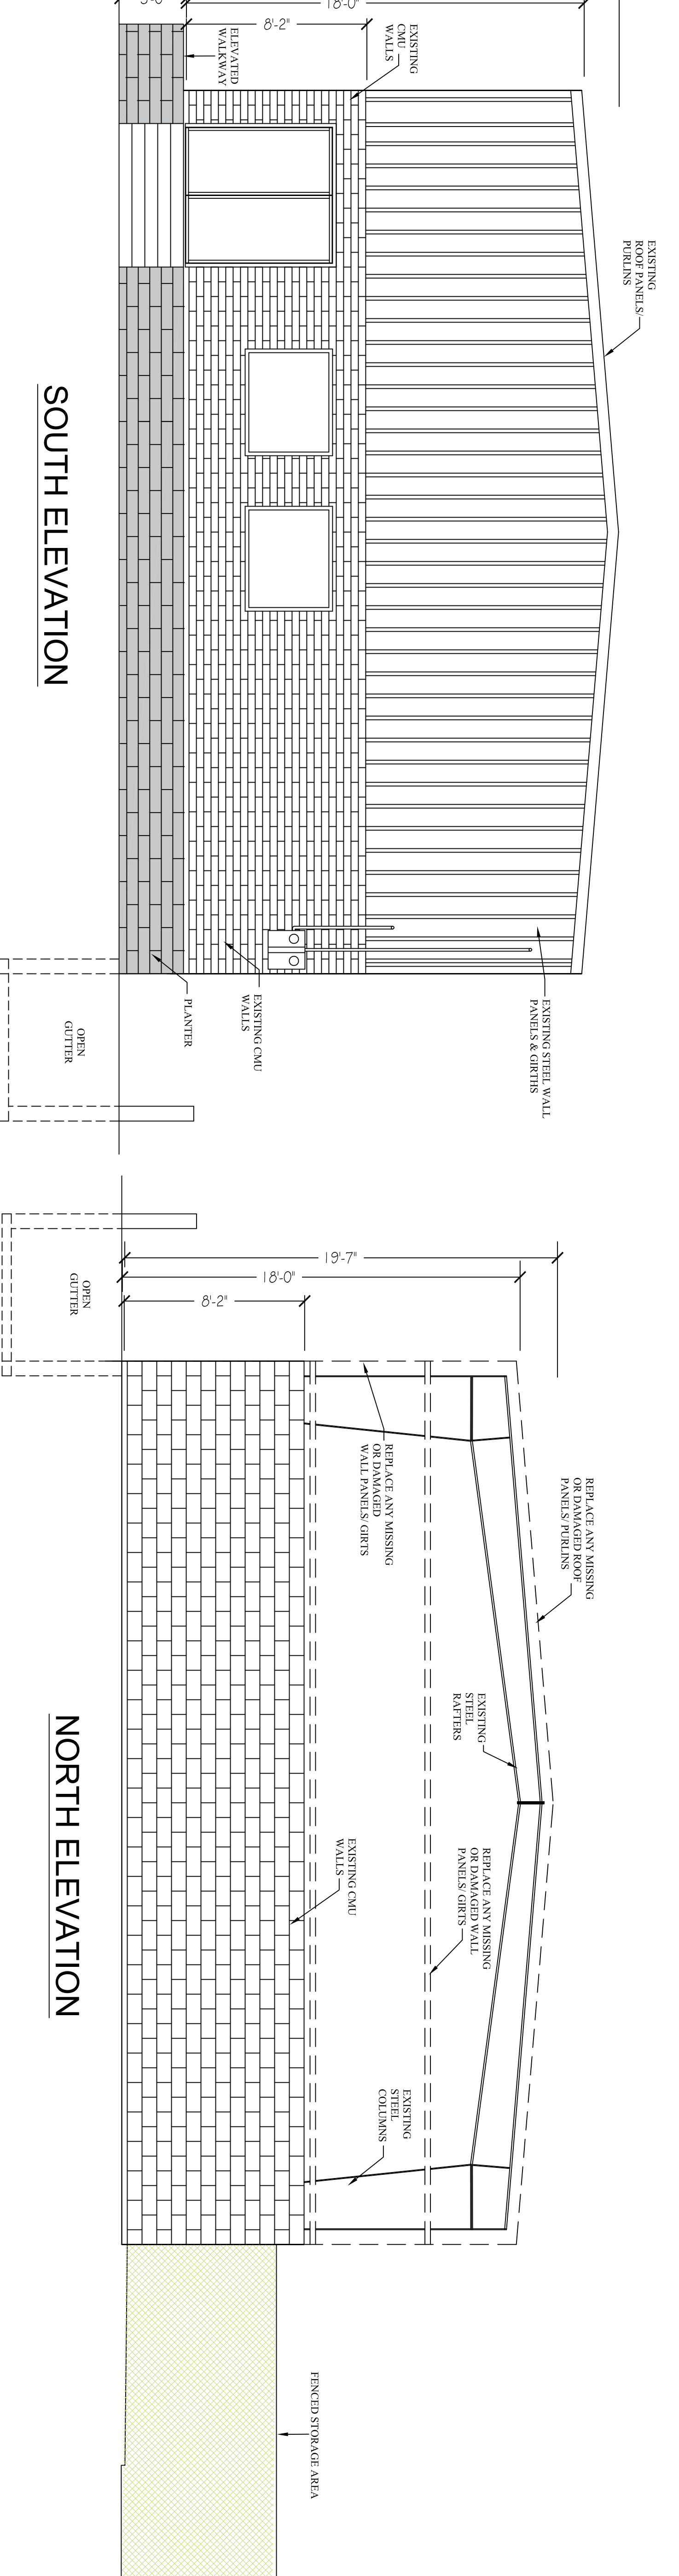 18'-0"
8'-2"
EXISTING
CMU
WALLS
ELEVATED
WALKWAY
EXISTING
ROOF PANELS/
PURLINS
EXISTING STEEL WALL
PANELS & GIRTHS
EXISTING CMU
WALLS
PLANTER
OPEN
GUTTER
SOUTH ELEVATION
19'-7"
18'-0"
8'-2"
OPEN
GUTTER
REPLACE ANY MISSING
OR DAMAGED
WALL PANELS/ GIRTS
REPLACE ANY MISSING
OR DAMAGED ROOF
PANELS/ PURLINS
EXISTING
STEEL
RAFTERS
REPLACE ANY MISSING
OR DAMAGED WALL
PANELS/ GIRTS
EXISTING CMU
WALLS
EXISTING
STEEL
COLUMNS
FENCED STORAGE AREA
NORTH ELEVATION